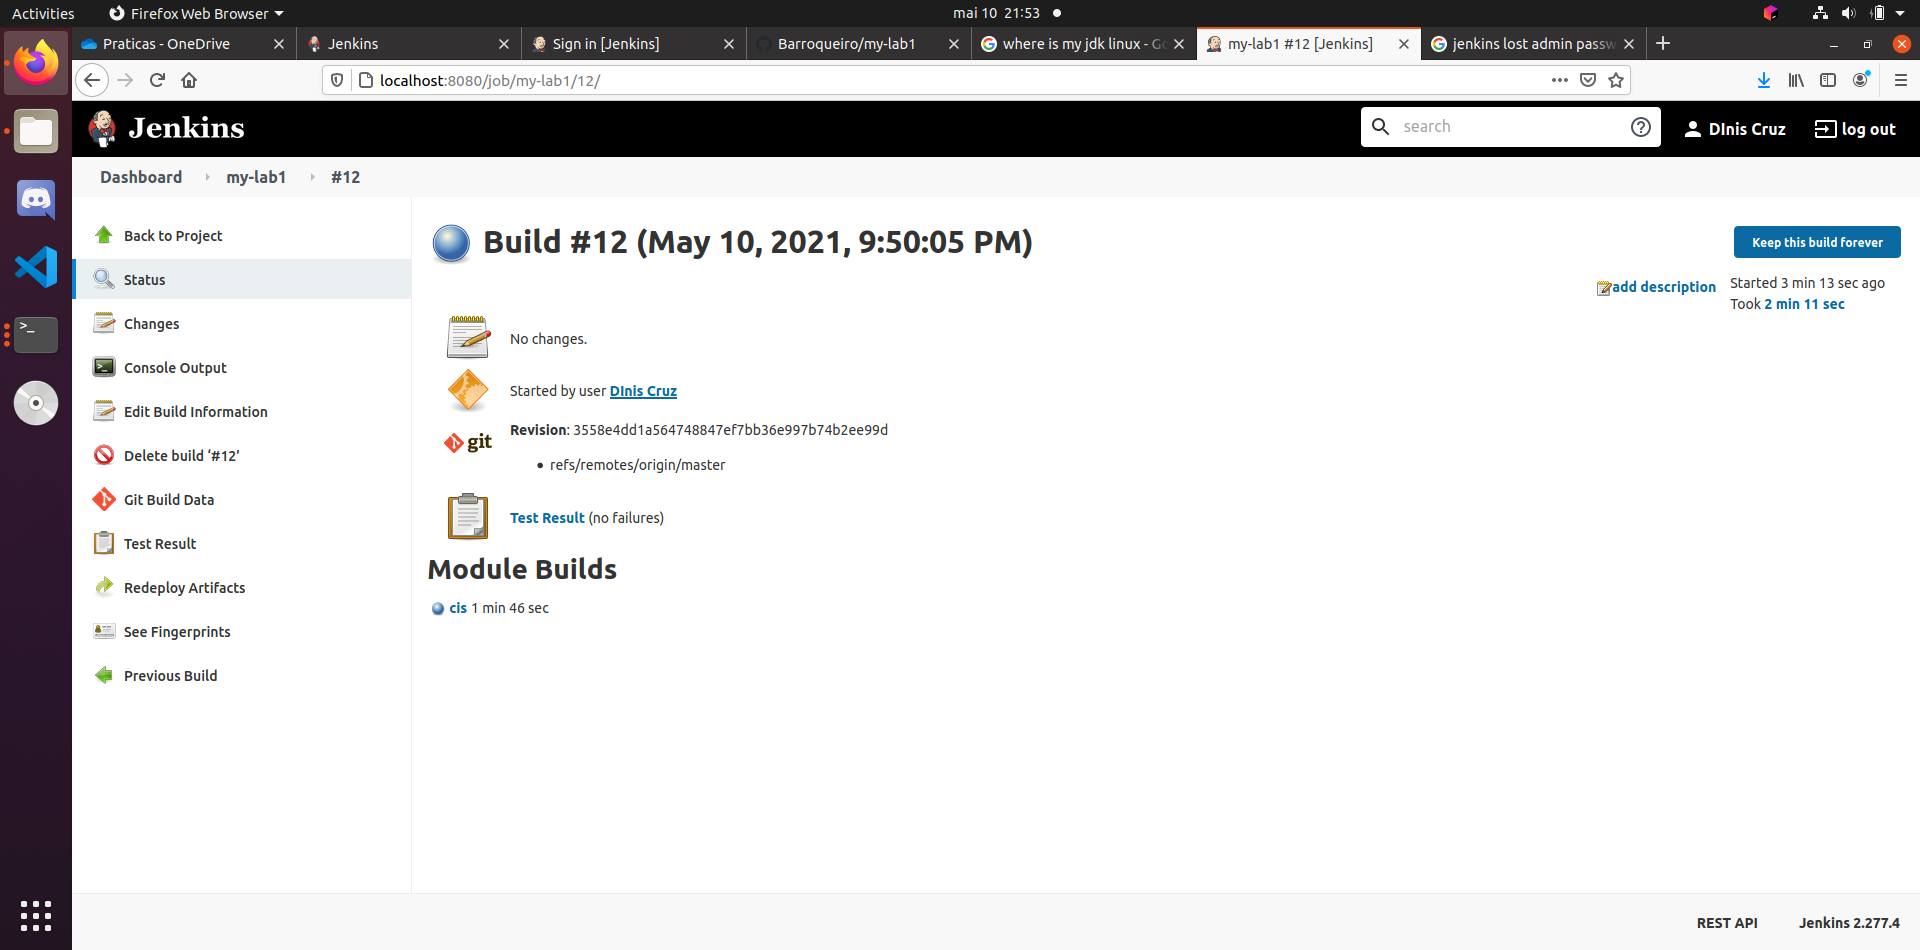 Activities
Firefox Web Browser
mai 10 21:53
Praticas - OneDrive
Jenkins
Sign in [Jenkins]
Barroqueiro/my-lab1
where is my jdk linux - Go
my-lab1 #12 [Jenkins]
jenkins lost admin passw
localhost:8080/job/my-lab1/12/
Jenkins
search
DInis Cruz
log out
Dashboard
my-lab1
#12
Back to Project
Status
Changes
Console Output
Edit Build Information
Delete build ‘#12’
Git Build Data
Test Result
Redeploy Artifacts
See Fingerprints
Previous Build
Build #12 (May 10, 2021, 9:50:05 PM)
Keep this build forever
add description
Started 3 min 13 sec ago
Took 2 min 11 sec
No changes.
Started by user DInis Cruz
git
Revision: 3558e4dd1a564748847ef7bb36e997b74b2ee99d
refs/remotes/origin/master
Test Result (no failures)
Module Builds
cis 1 min 46 sec
REST API
Jenkins 2.277.4